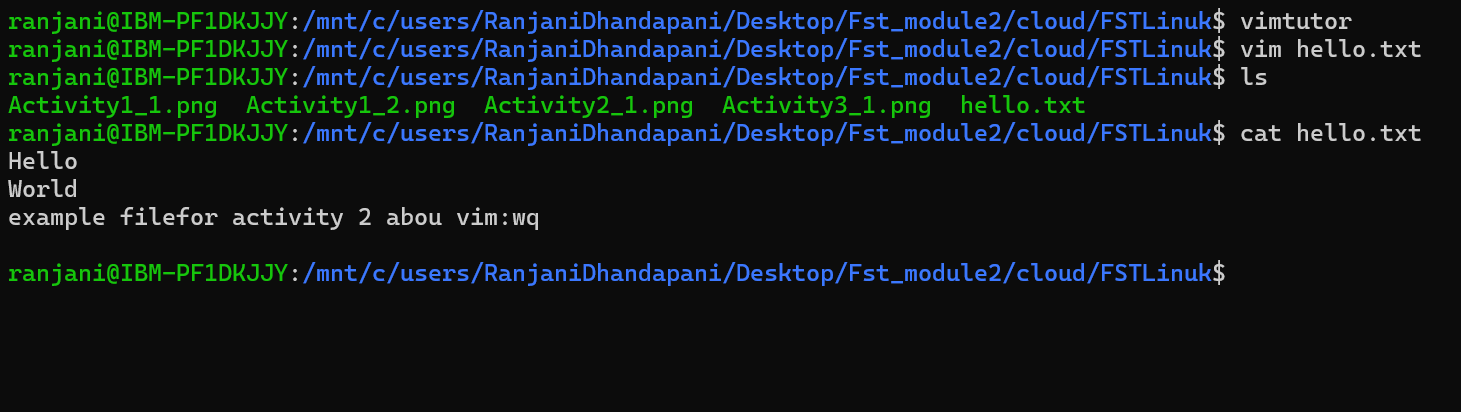 ranjani@IBM-PF1DKJJY:/mnt/c/users/RanjaniDhandapani/Desktop/Fst_module2/cloud/FSTLinuk$ vimtutor
ranjani@IBM-PF1DKJJY:/mnt/c/users/RanjaniDhandapani/Desktop/Fst_module2/cloud/FSTLinuk$ vim hello.txt
ranjani@IBM-PF1DKJJY:/mnt/c/users/RanjaniDhandapani/Desktop/Fst_module2/cloud/FSTLinuk$ ls
Activity1_1.png  Activity1_2.png  Activity2_1.png  Activity3_1.png  hello.txt
ranjani@IBM-PF1DKJJY:/mnt/c/users/RanjaniDhandapani/Desktop/Fst_module2/cloud/FSTLinuk$ cat hello.txt
Hello
World
example filefor activity 2 abou vim:wq
ranjani@IBM-PF1DKJJY:/mnt/c/users/RanjaniDhandapani/Desktop/Fst_module2/cloud/FSTLinuk$